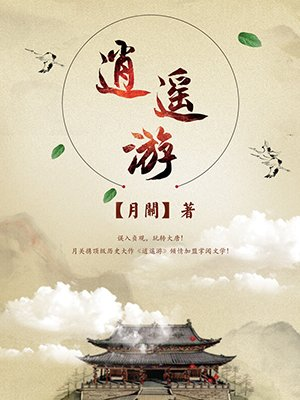 逍遥游
【月關】著
误入贞观，玩转大唐！
月关携顶级历史大作《逍遥游》倾情加盟掌阅文学！